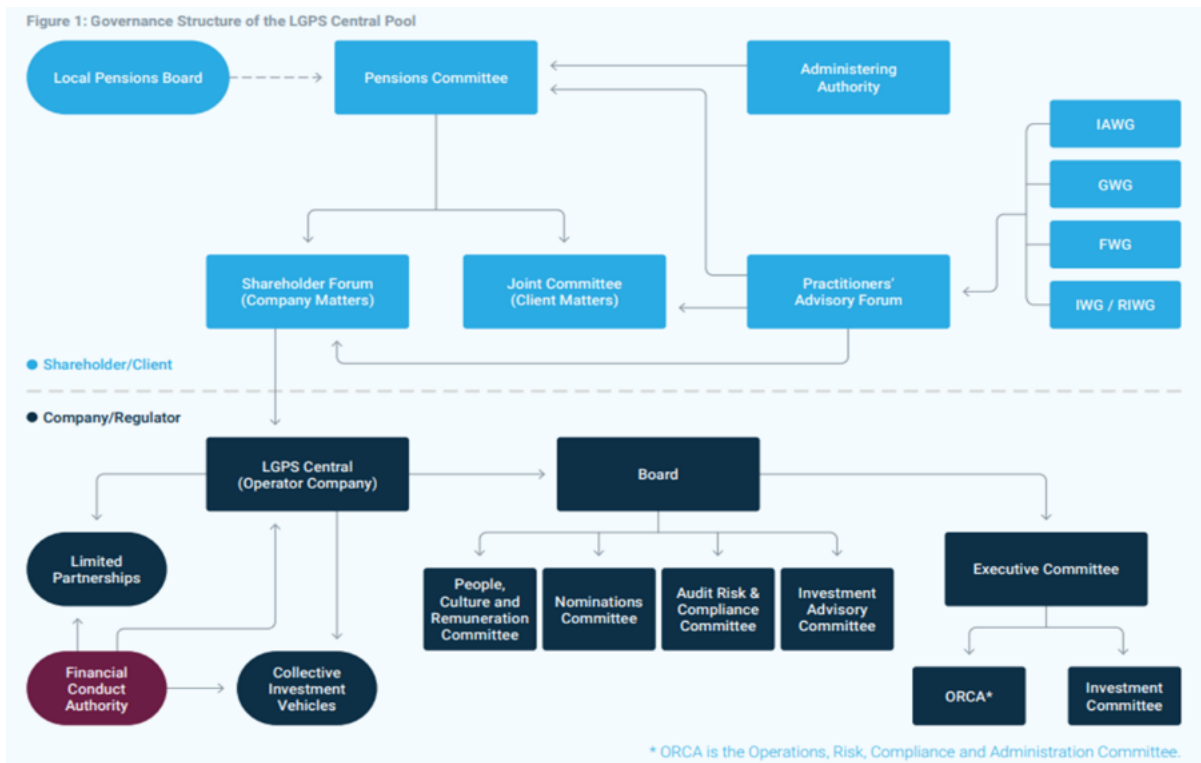 Figure 1: Governance Structure of the LGPS Central Pool
Local Pensions Board
Pensions Committee
Administering
Authority
IAWG
GWG
FWG
IWG / RIWG
Shareholder Forum
(Company Matters)
Joint Committee
(Client Matters)
Practitioners'
Advisory Forum
Shareholder/Client
Company/Regulator
LGPS Central
(Operator Company)
Board
Limited
Partnerships
People,
Culture and
Remuneration
Committee
Nominations
Committee
Audit Risk &
Compliance
Committee
Investment
Advisory
Committee
Executive Committee
Financial
Conduct
Authority
Collective
Investment
Vehicles
ORCA*
Investment
Committee
* ORCA is the Operations, Risk, Compliance and Administration Committee.